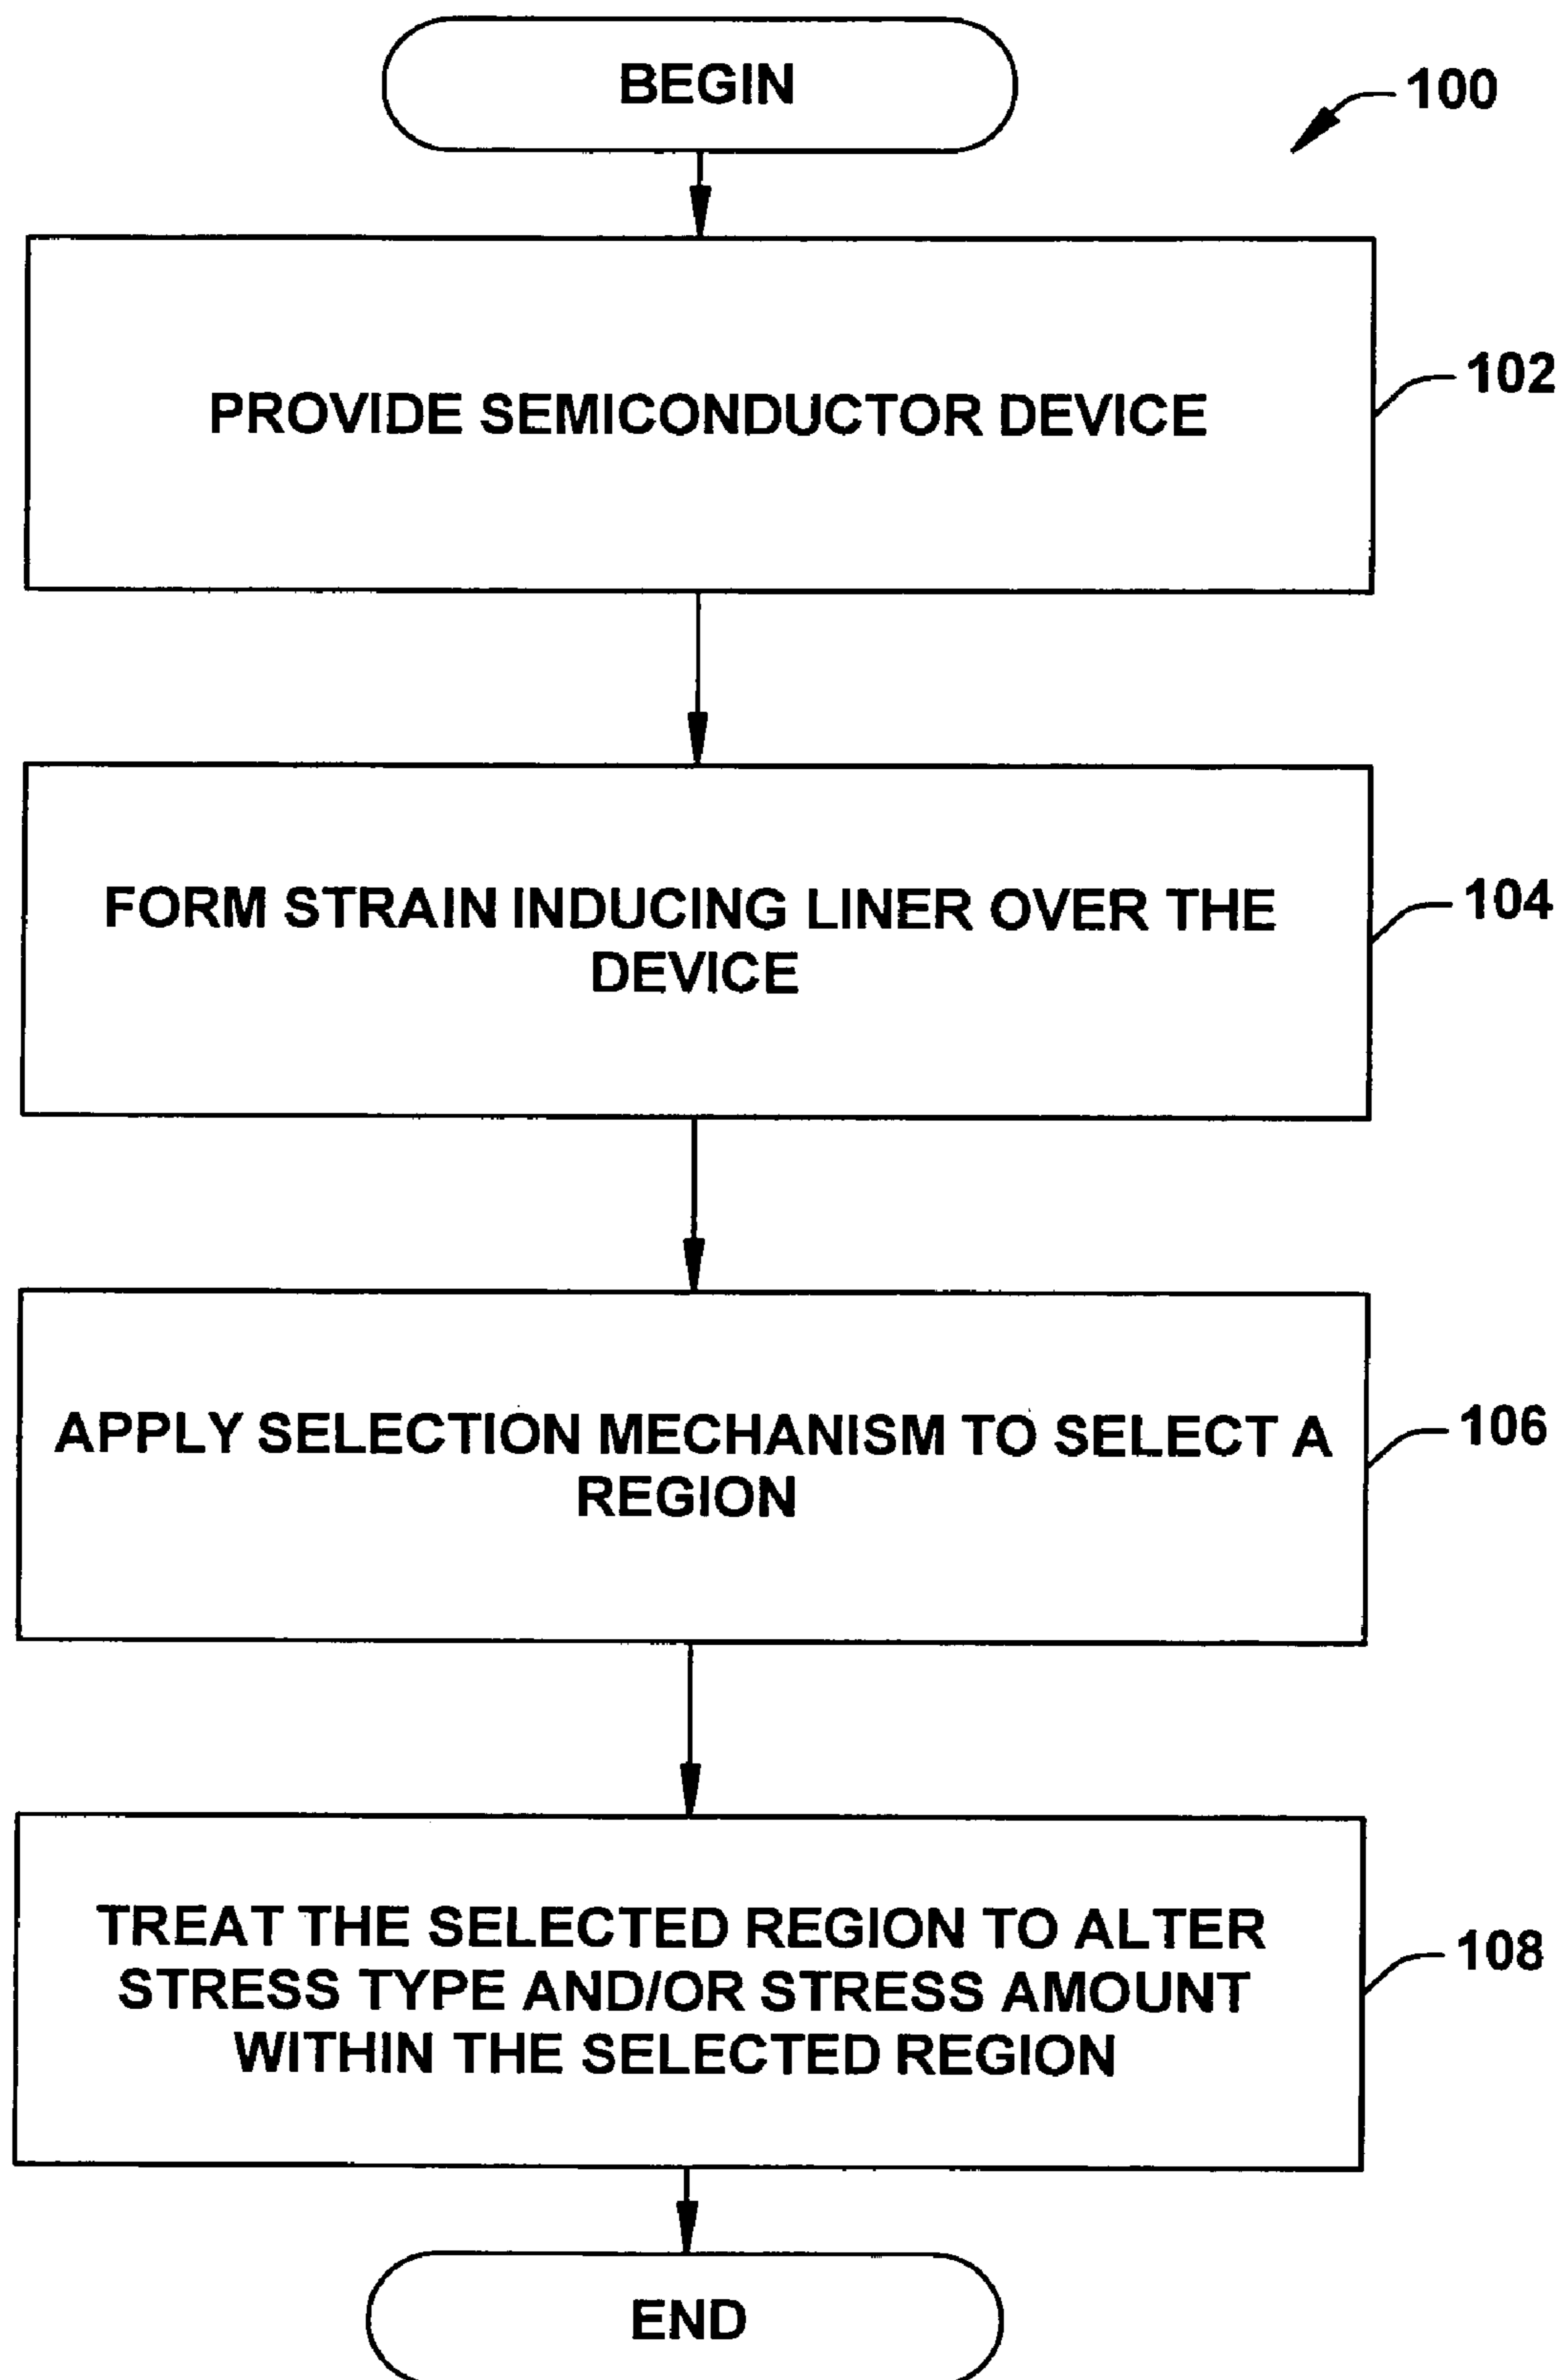 BEGIN
100
PROVIDE SEMICONDUCTOR DEVICE
102
FORM STRAIN INDUCING LINER OVER THE
DEVICE
104
APPLY SELECTION MECHANISM TO SELECT A
REGION
106
TREAT THE SELECTED REGION TO ALTER
STRESS TYPE AND/OR STRESS AMOUNT
WITHIN THE SELECTED REGION
108
END